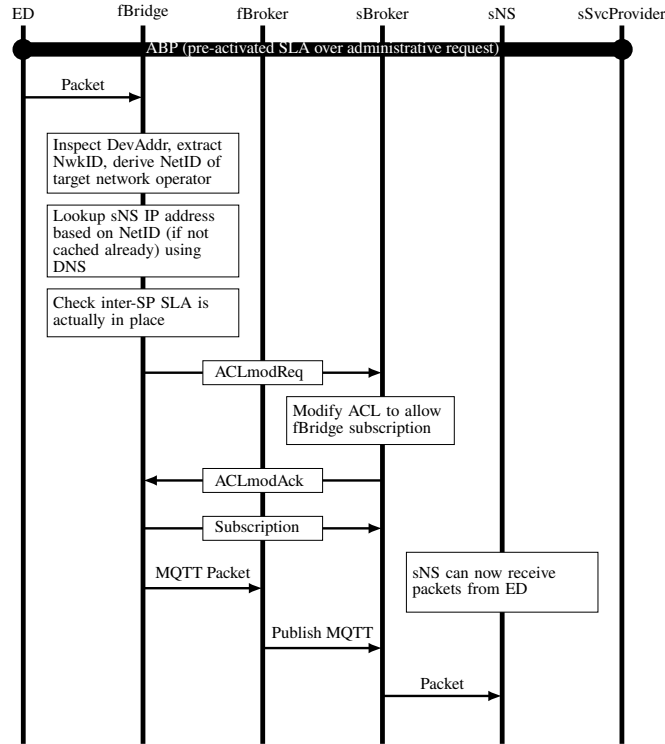 ED fBridge fBroker sBroker sNS sSvcProvider
ABP (pre-activated SLA over administrative request)
Packet
Inspect DevAddr, extract
NwkID, derive NetID of
target network operator
Lookup sNS IP address
based on NetID (if not
cached already) using
DNS
Check inter-SP SLA is
actually in place
ACLmodReq
Modify ACL to allow
fBridge subscription
ACLmodAck
Subscription
MQTT Packet
sNS can now receive
packets from ED
Publish MQTT
Packet